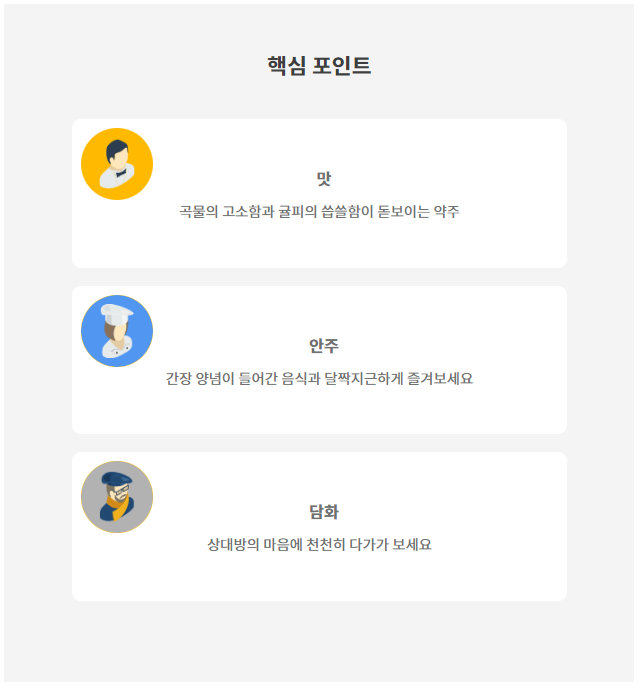 핵심 포인트
맛
곡물의 고소함과 귤피의 씁쓸함이 돋보이는 약주
안주
간장 양념이 들어간 음식과 달짝지근하게 즐겨보세요
담화
상대방의 마음에 천천히 다가가 보세요